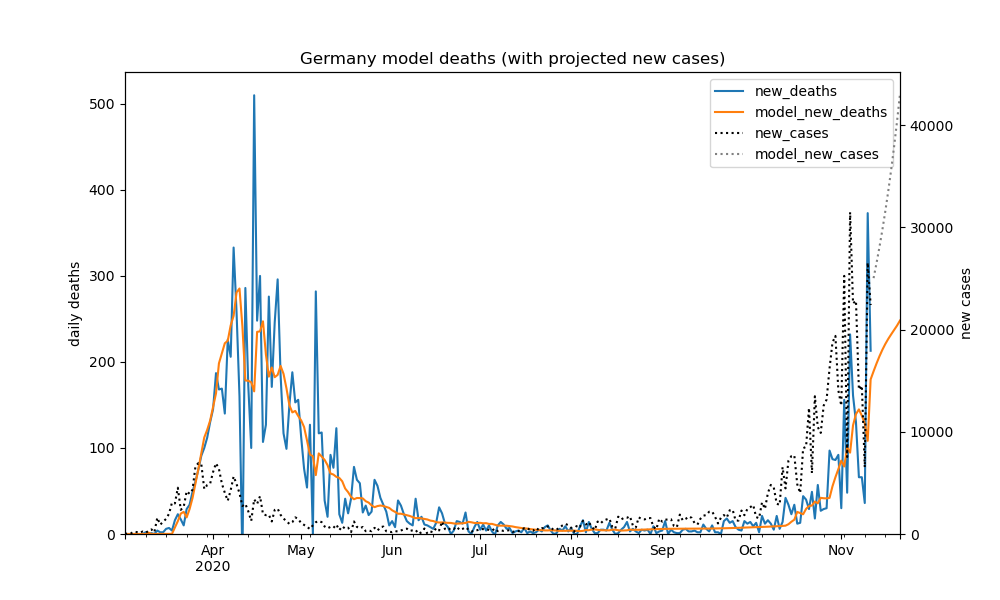 Germany model deaths (with projected new cases)
500
400
300
200
100
0
daily deaths
new_deaths
model_new_deaths
new_cases
model_new_cases
40000
30000
20000
10000
0
new cases
Apr
2020
May
Jun
Jul
Aug
Sep
Oct
Nov